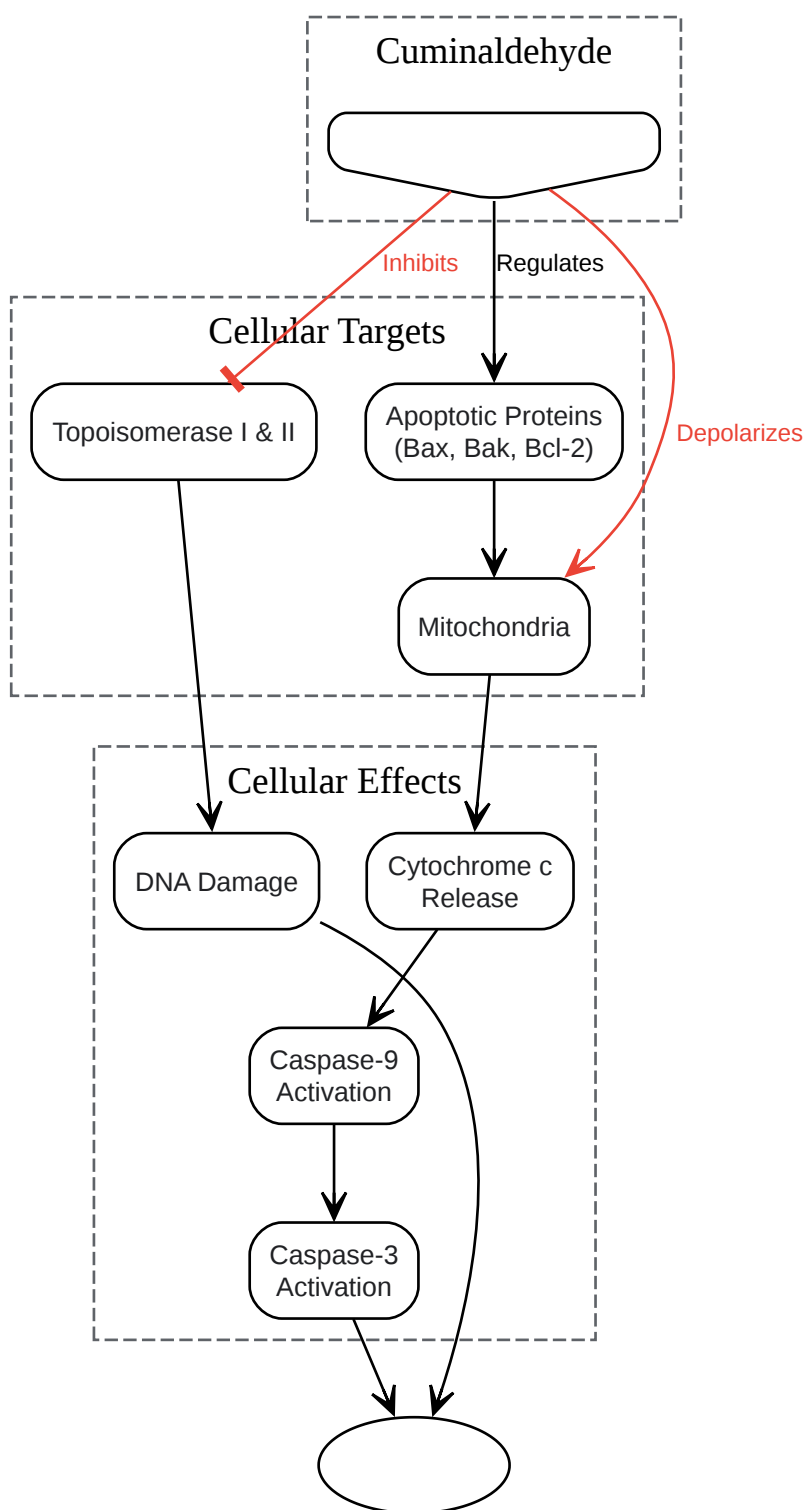 Cuminaldehyde
Inhibits
Regulates
Cellular Targets
Topoisomerase I & II
Apoptotic Proteins
(Bax, Bak, Bcl-2)
Depolarizes
Mitochondria
Cellular Effects
DNA Damage
Cytochrome c
Release
Caspase-9
Activation
Caspase-3
Activation